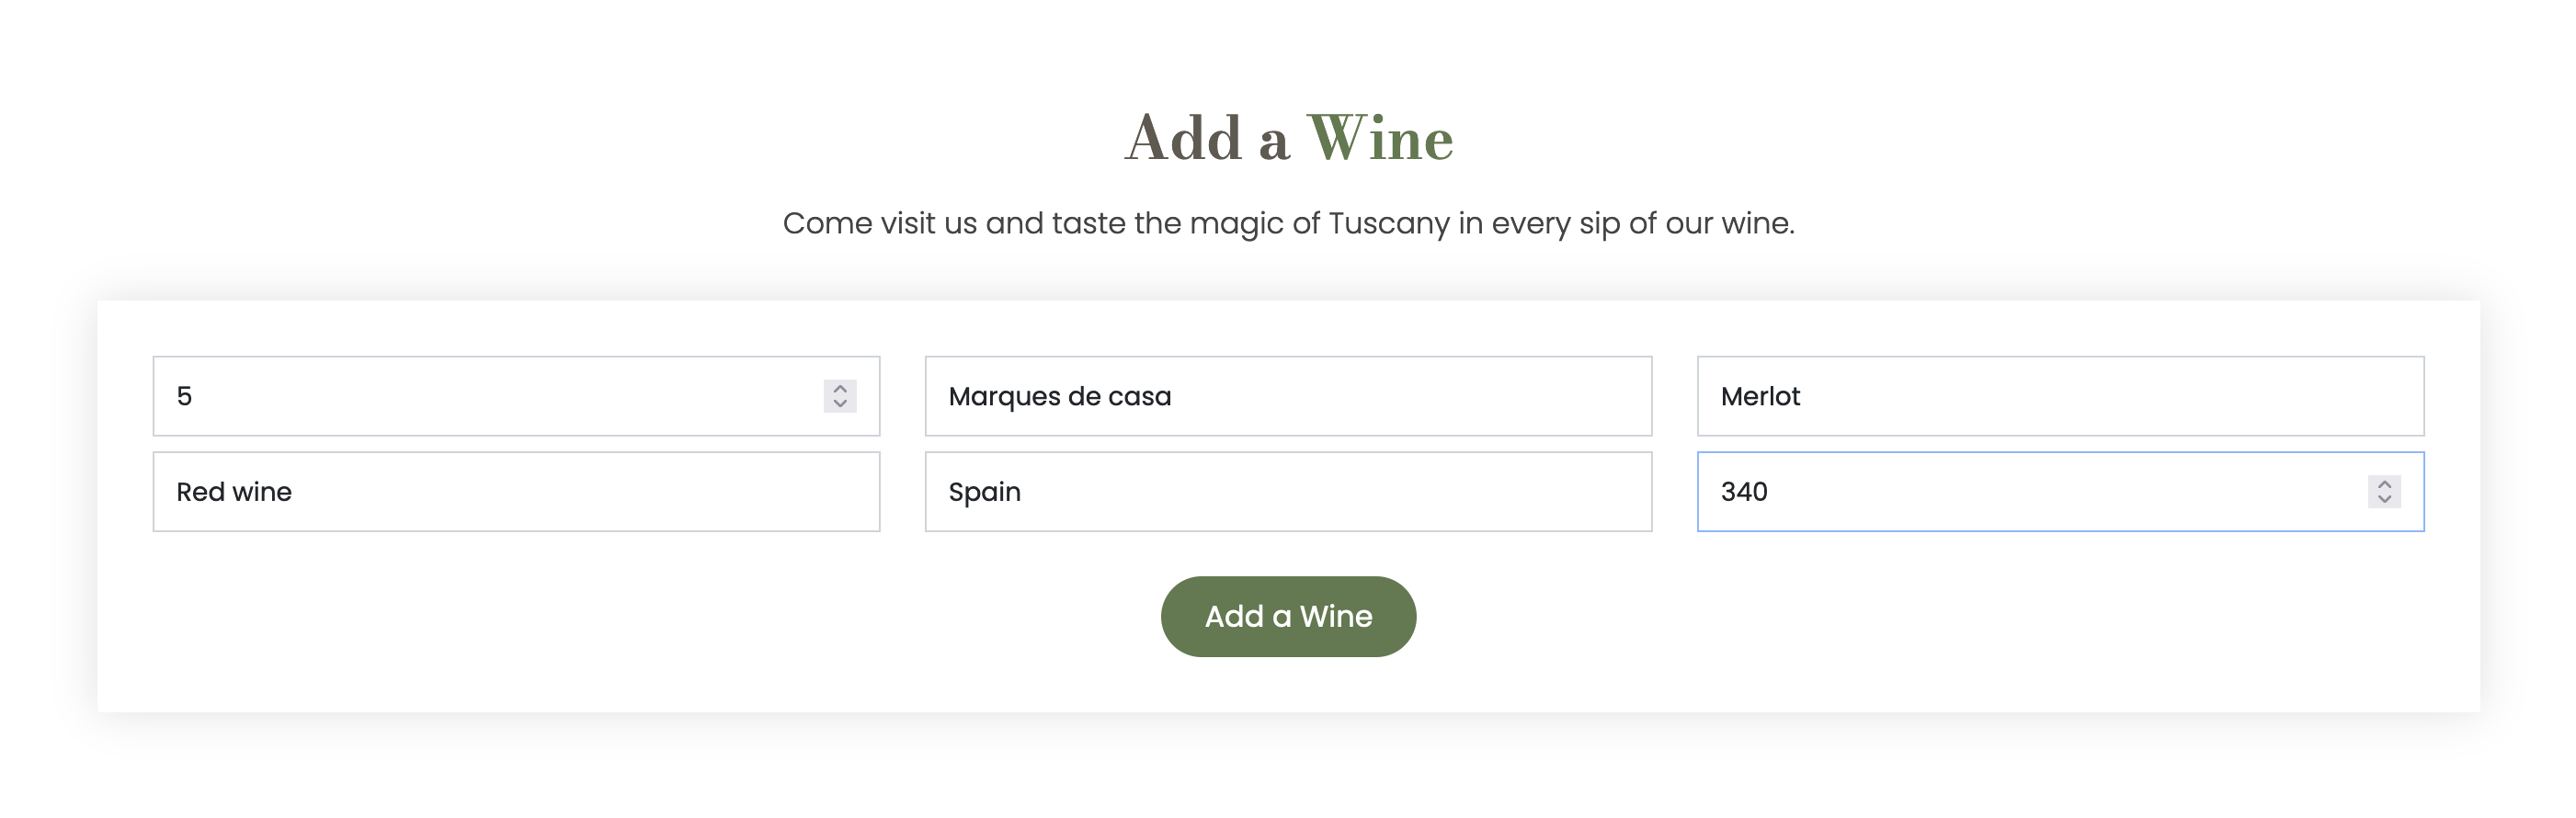 Add a Wine
Come visit us and taste the magic of Tuscany in every sip of our wine.
5
Marques de casa
Merlot
Red wine
Spain
340
Add a Wine